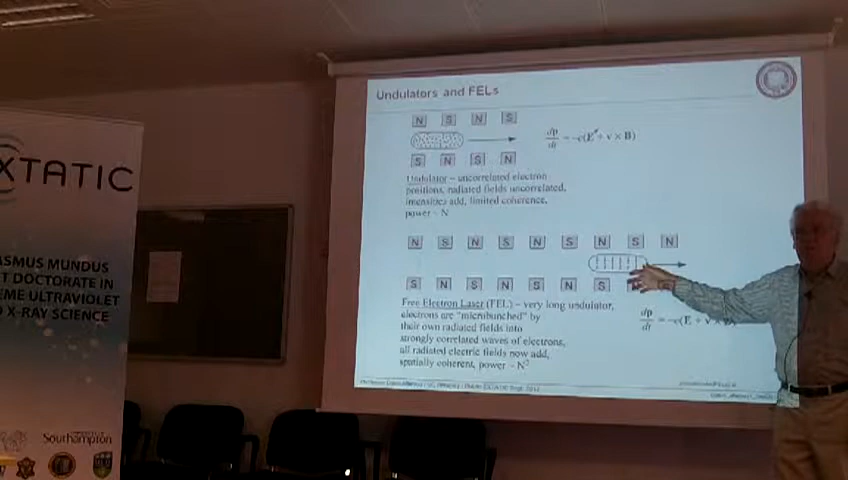 XTATIC
ASMUS MUNDUS
T DOCTORATE IN
EME ULTRAVIOLET
D X-RAY SCIENCE
Southampton
Undulators and FELs
N S N S
S N S N
dp/dt = -e(E + v × B)
Undulator – uncorrelated electron
positions, radiated fields uncorrelated,
intensities add, limited coherence,
power ~ N
N S N S N S N S N
S N S N S N S N
Free Electron Laser (FEL) – very long undulator,
electrons are "microbunched" by
their own radiated fields into
strongly correlated waves of electrons,
all radiated electric fields now add,
spatially coherent, power ~ N²
dp/dt = -e(E + v × B)